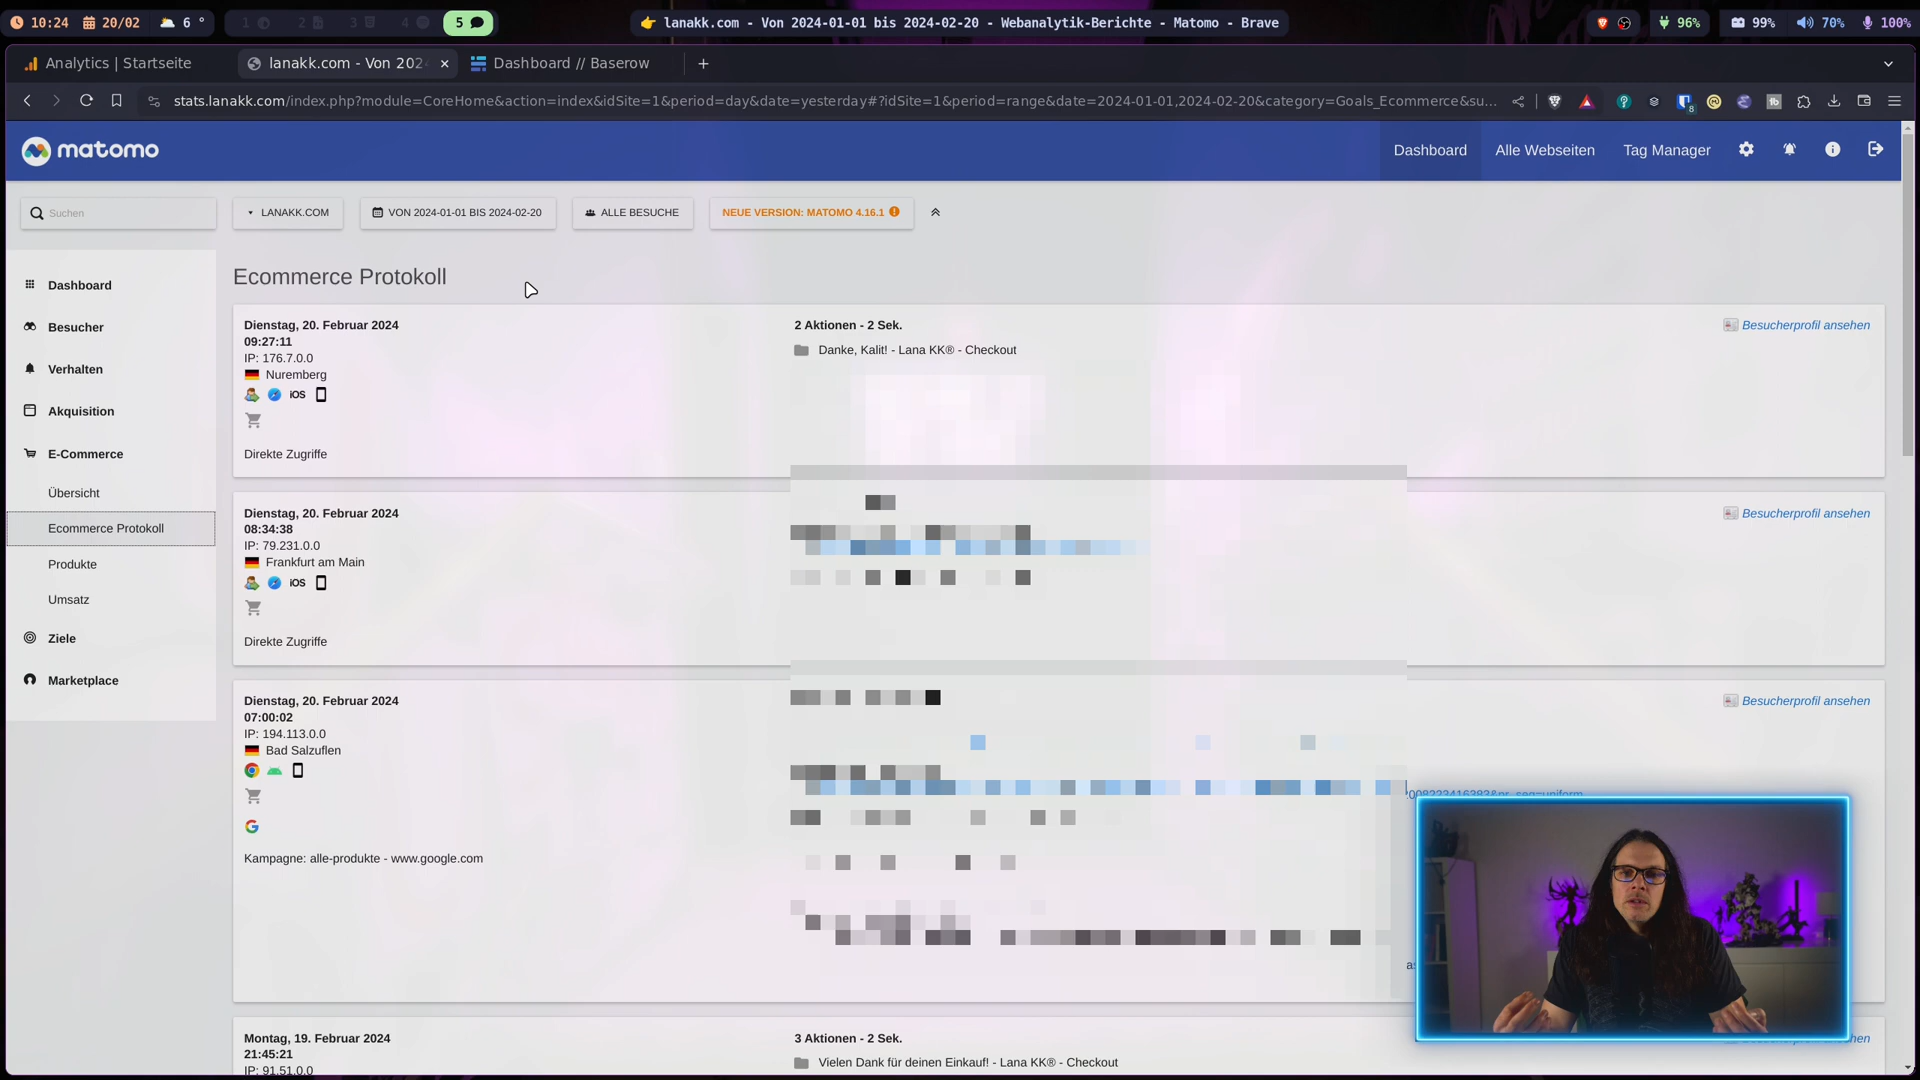 10:24
20/02
6 °
1
2
3
4
5
lanakk.com - Von 2024-01-01 bis 2024-02-20 - Webanalytik-Berichte - Matomo - Brave
96%
99%
70%
100%
Analytics | Startseite
lanakk.com - Von 202
Dashboard // Baserow
stats.lanakk.com/index.php?module=CoreHome&action=index&idSite=1&period=day&date=yesterday#?idSite=1&period=range&date=2024-01-01,2024-02-20&category=Goals_Ecommerce&su...
matomo
Dashboard
Alle Webseiten
Tag Manager
Suchen
LANAKK.COM
VON 2024-01-01 BIS 2024-02-20
ALLE BESUCHE
NEUE VERSION: MATOMO 4.16.1
Dashboard
Besucher
Verhalten
Akquisition
E-Commerce
Übersicht
Ecommerce Protokoll
Produkte
Umsatz
Ziele
Marketplace
Ecommerce Protokoll
Dienstag, 20. Februar 2024
09:27:11
IP: 176.7.0.0
Nuremberg
iOS
Direkte Zugriffe
2 Aktionen - 2 Sek.
Danke, Kalit! - Lana KK® - Checkout
Besucherprofil ansehen
Dienstag, 20. Februar 2024
08:34:38
IP: 79.231.0.0
Frankfurt am Main
iOS
Direkte Zugriffe
Besucherprofil ansehen
Dienstag, 20. Februar 2024
07:00:02
IP: 194.113.0.0
Bad Salzuflen
Kampagne: alle-produkte - www.google.com
Besucherprofil ansehen
Montag, 19. Februar 2024
21:45:21
IP: 91.51.0.0
3 Aktionen - 2 Sek.
Vielen Dank für deinen Einkauf! - Lana KK® - Checkout